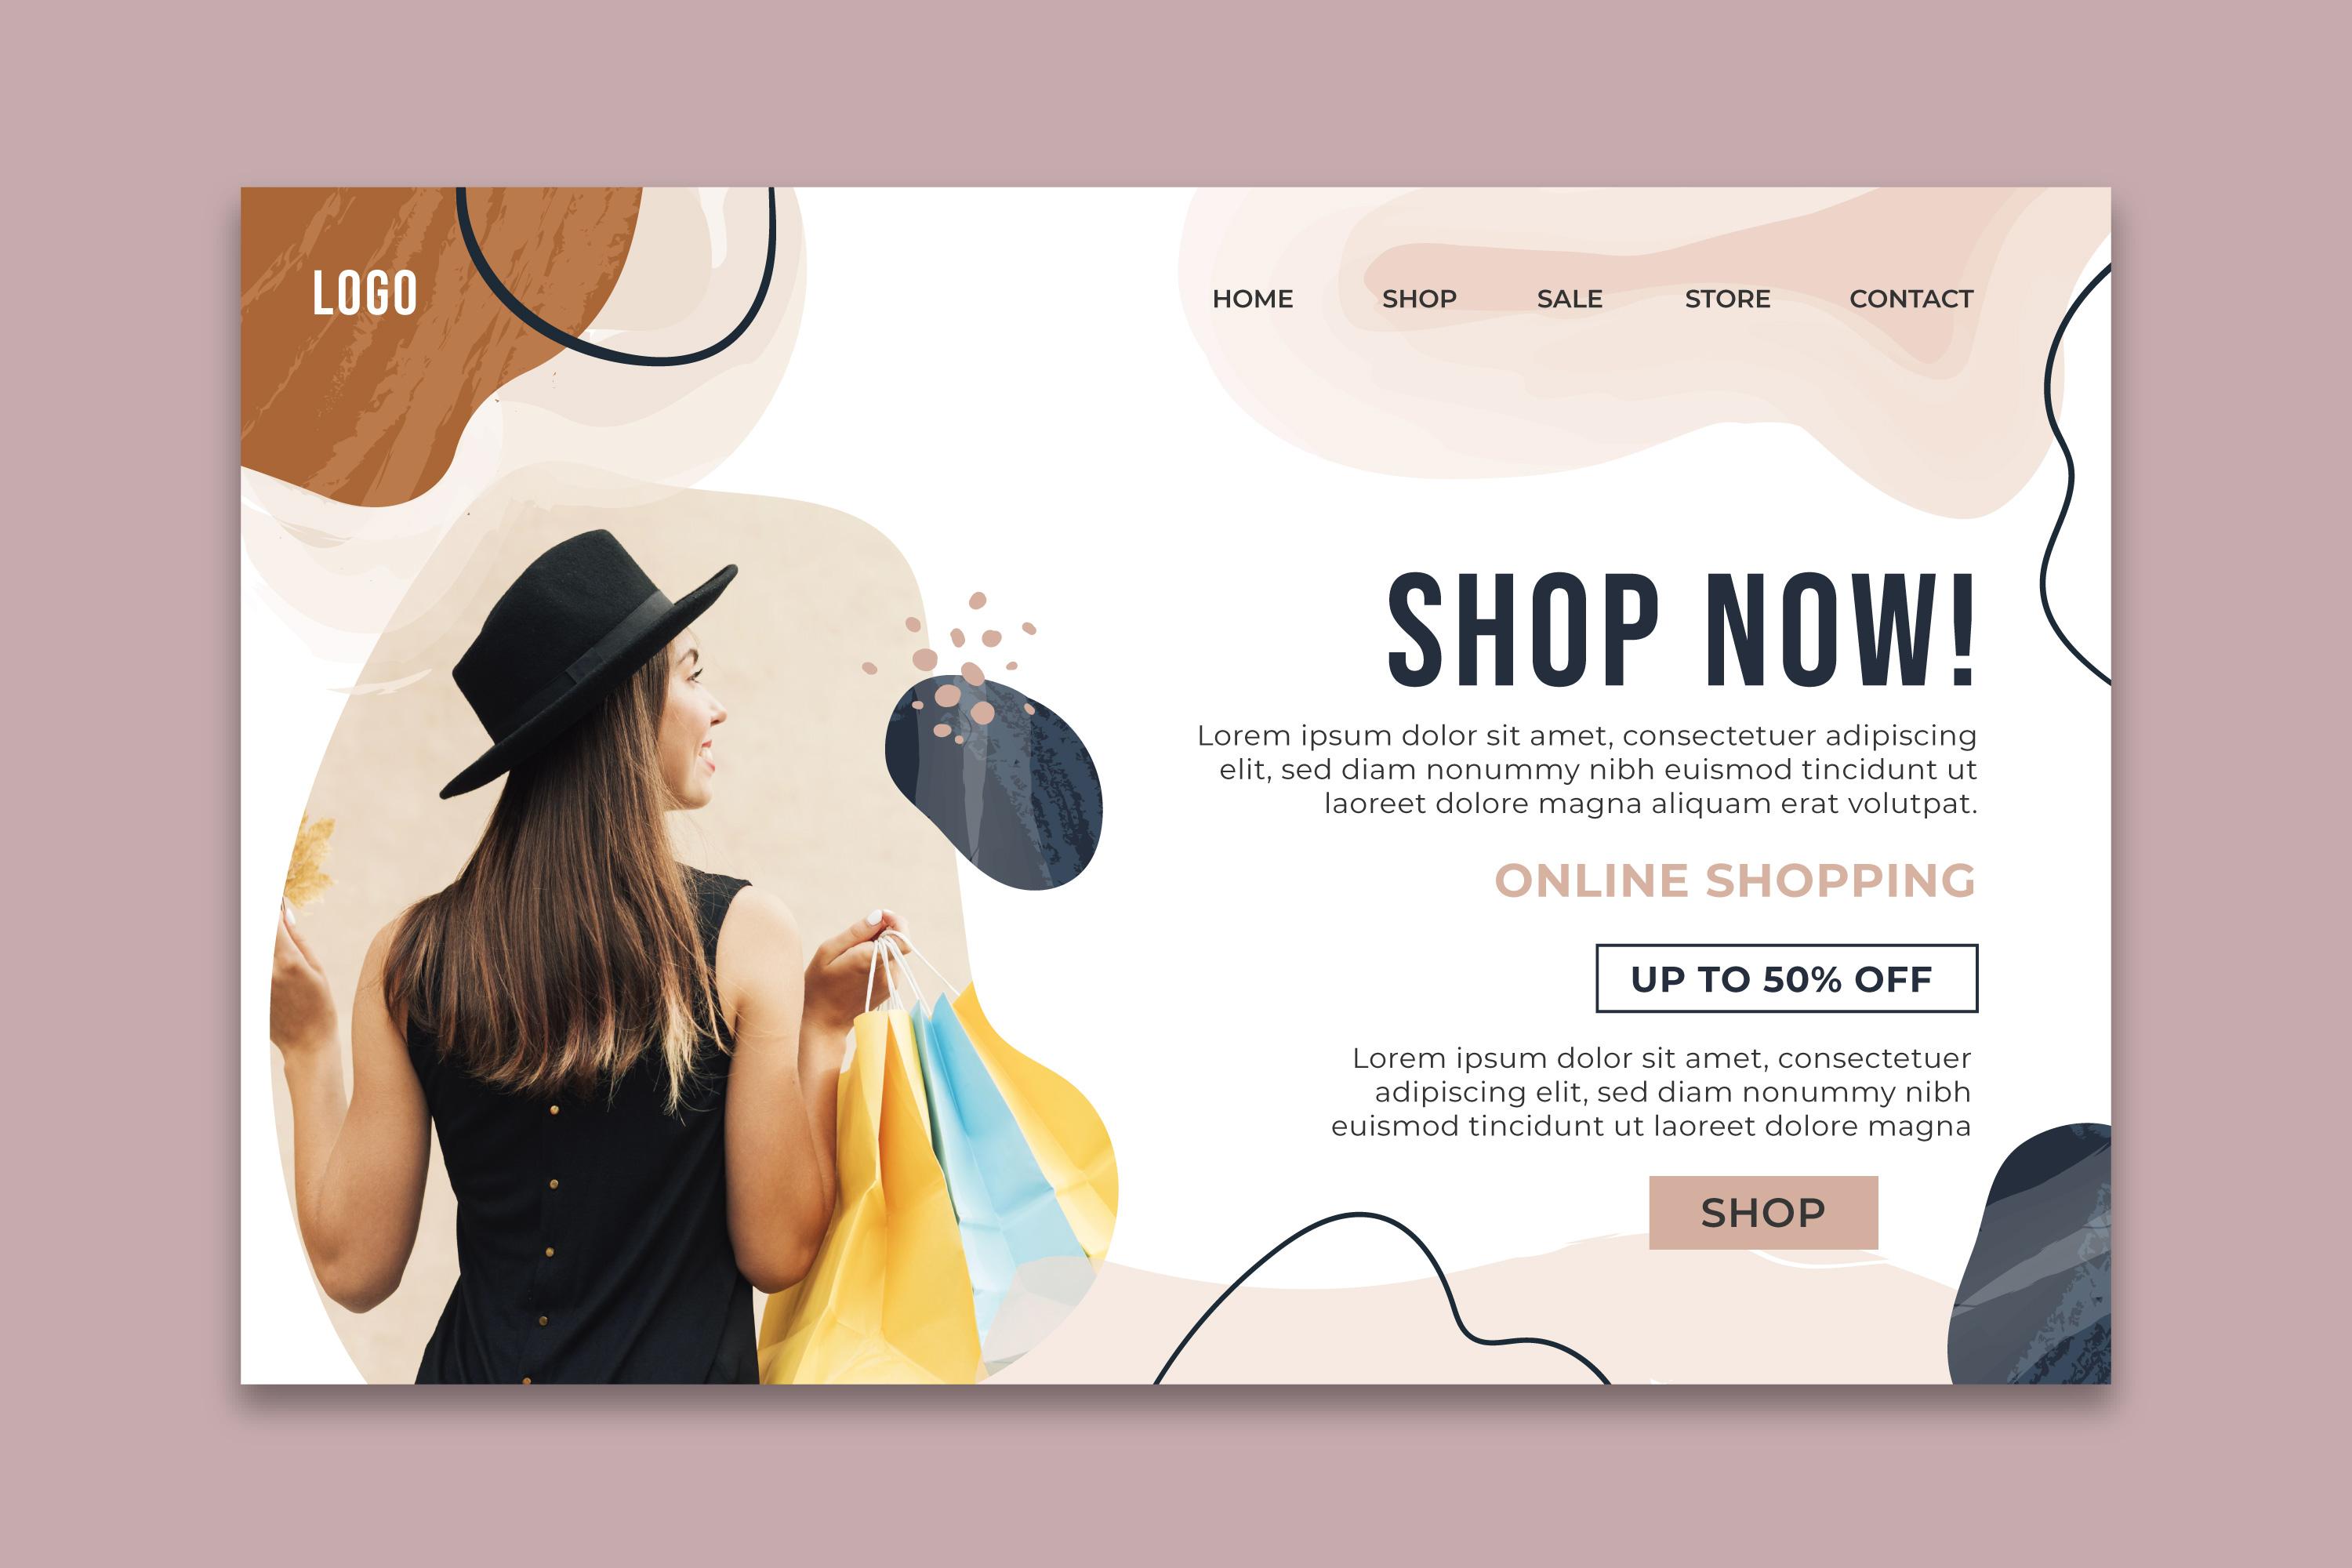 LOGO
HOME SHOP SALE STORE CONTACT
SHOP NOW!
Lorem ipsum dolor sit amet, consectetuer adipiscing
elit, sed diam nonummy nibh euismod tincidunt ut
laoreet dolore magna aliquam erat volutpat.
ONLINE SHOPPING
UP TO 50% OFF
Lorem ipsum dolor sit amet, consectetuer
adipiscing elit, sed diam nonummy nibh
euismod tincidunt ut laoreet dolore magna
SHOP